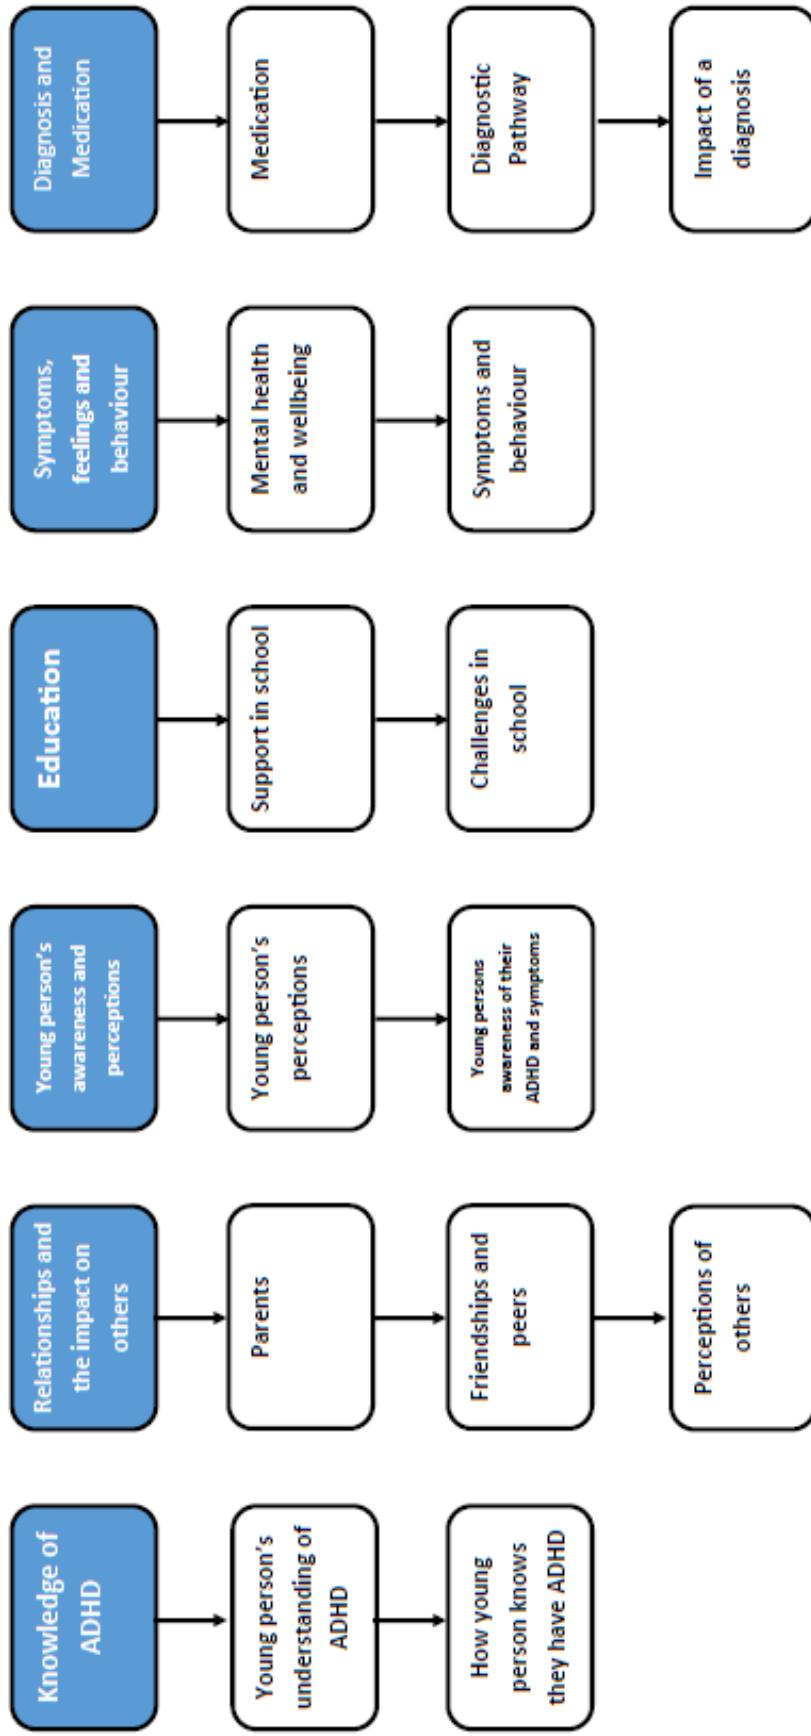 Knowledge of
ADHD
Young person's
understanding of
ADHD
How young
person knows
they have ADHD
Relationships and
the impact on
others
Parents
Friendships and
peers
Perceptions of
others
Young person's
awareness and
perceptions
Young person's
perceptions
Young persons
awareness of their
ADHD and symptoms
Education
Support in school
Challenges in
school
Symptoms,
feelings and
behaviour
Mental health
and wellbeing
Symptoms and
behaviour
Diagnosis and
Medication
Medication
Diagnostic
Pathway
Impact of a
diagnosis